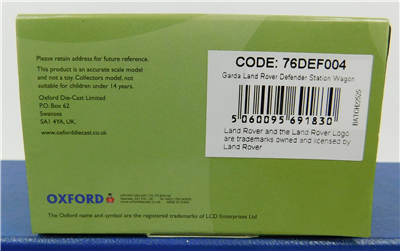 Please retain address for future reference.
This product is an accurate scale model
and not a toy. Collectors model, not
suitable for children under 14 years.
Oxford Die-Cast Limited
P.O. Box 62
Swansea
SA1 4YA, UK.
www.oxforddiecast.co.uk
CODE: 76DEF004
Garda Land Rover Defender Station Wagon
5 060095 691830
BATCH2525
Land Rover and the Land Rover Logo
are trademarks owned and licensed by
Land Rover
OXFORD
The Oxford name and symbol are the registered trademarks of LCD Enterprises Ltd